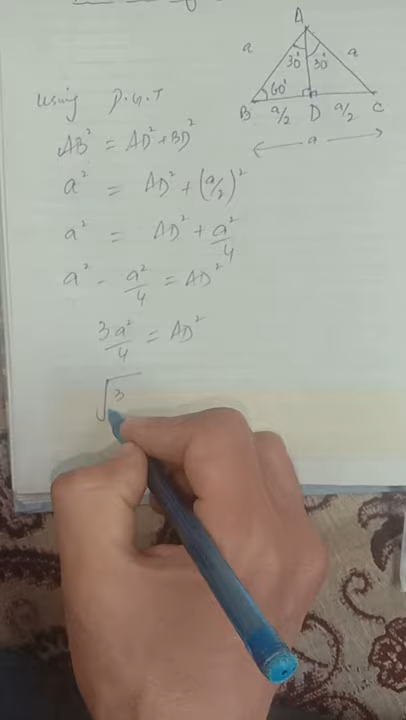 A
a
a
30°
30°
60°
B
a/2
D
a/2
C
a
using P.G.T
AB² = AD² + BD²
a² = AD² + (a/2)²
a² = AD² + a²/4
a² - a²/4 = AD²
3a²/4 = AD²
√3